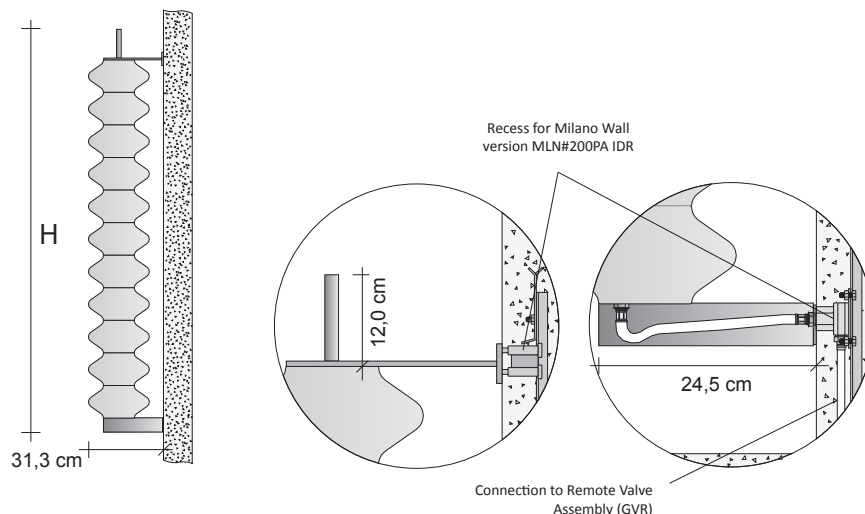 H
31,3 cm
Recess for Milano Wall
version MLN#200PA IDR
12,0 cm
24,5 cm
Connection to Remote Valve
Assembly (GVR)